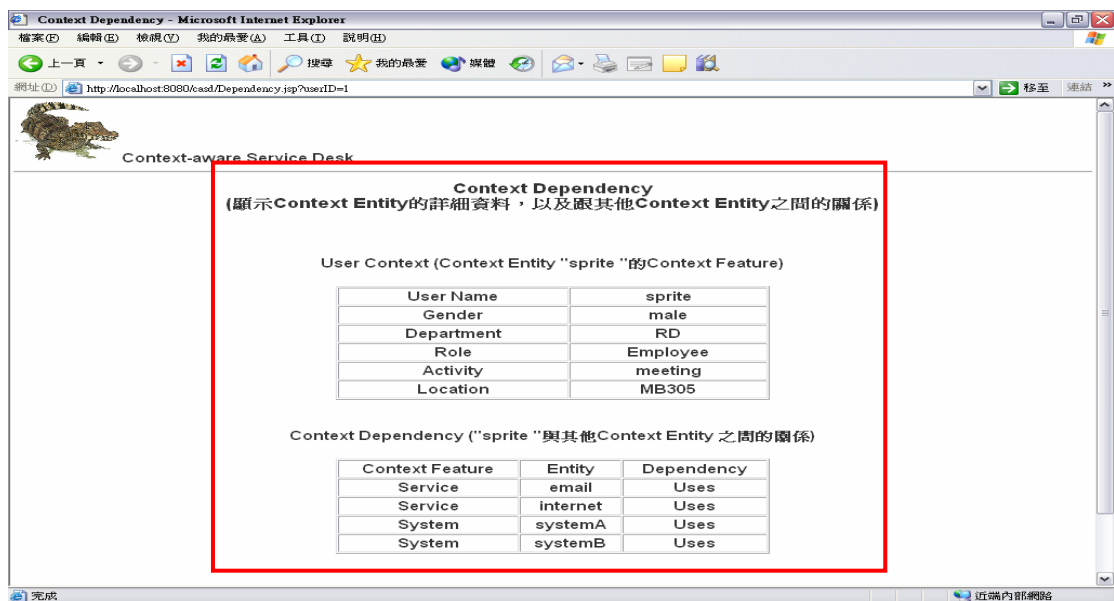 Context Dependency - Microsoft Internet Explorer
檔案(F) 編輯(E) 檢視(V) 我的最愛(A) 工具(T) 說明(H)
上一頁 搜尋 我的最愛 媒體
網址(D) http://localhost:8080/casd/Dependency.jsp?userID=1 移至 連結 »
Context-aware Service Desk
Context Dependency
(顯示Context Entity的詳細資料，以及跟其他Context Entity之間的關係)
User Context (Context Entity "sprite "的Context Feature)
User Name sprite
Gender male
Department RD
Role Employee
Activity meeting
Location MB305
Context Dependency ("sprite "與其他Context Entity 之間的關係)
Context Feature Entity Dependency
Service email Uses
Service internet Uses
System systemA Uses
System systemB Uses
完成 近端內部網路